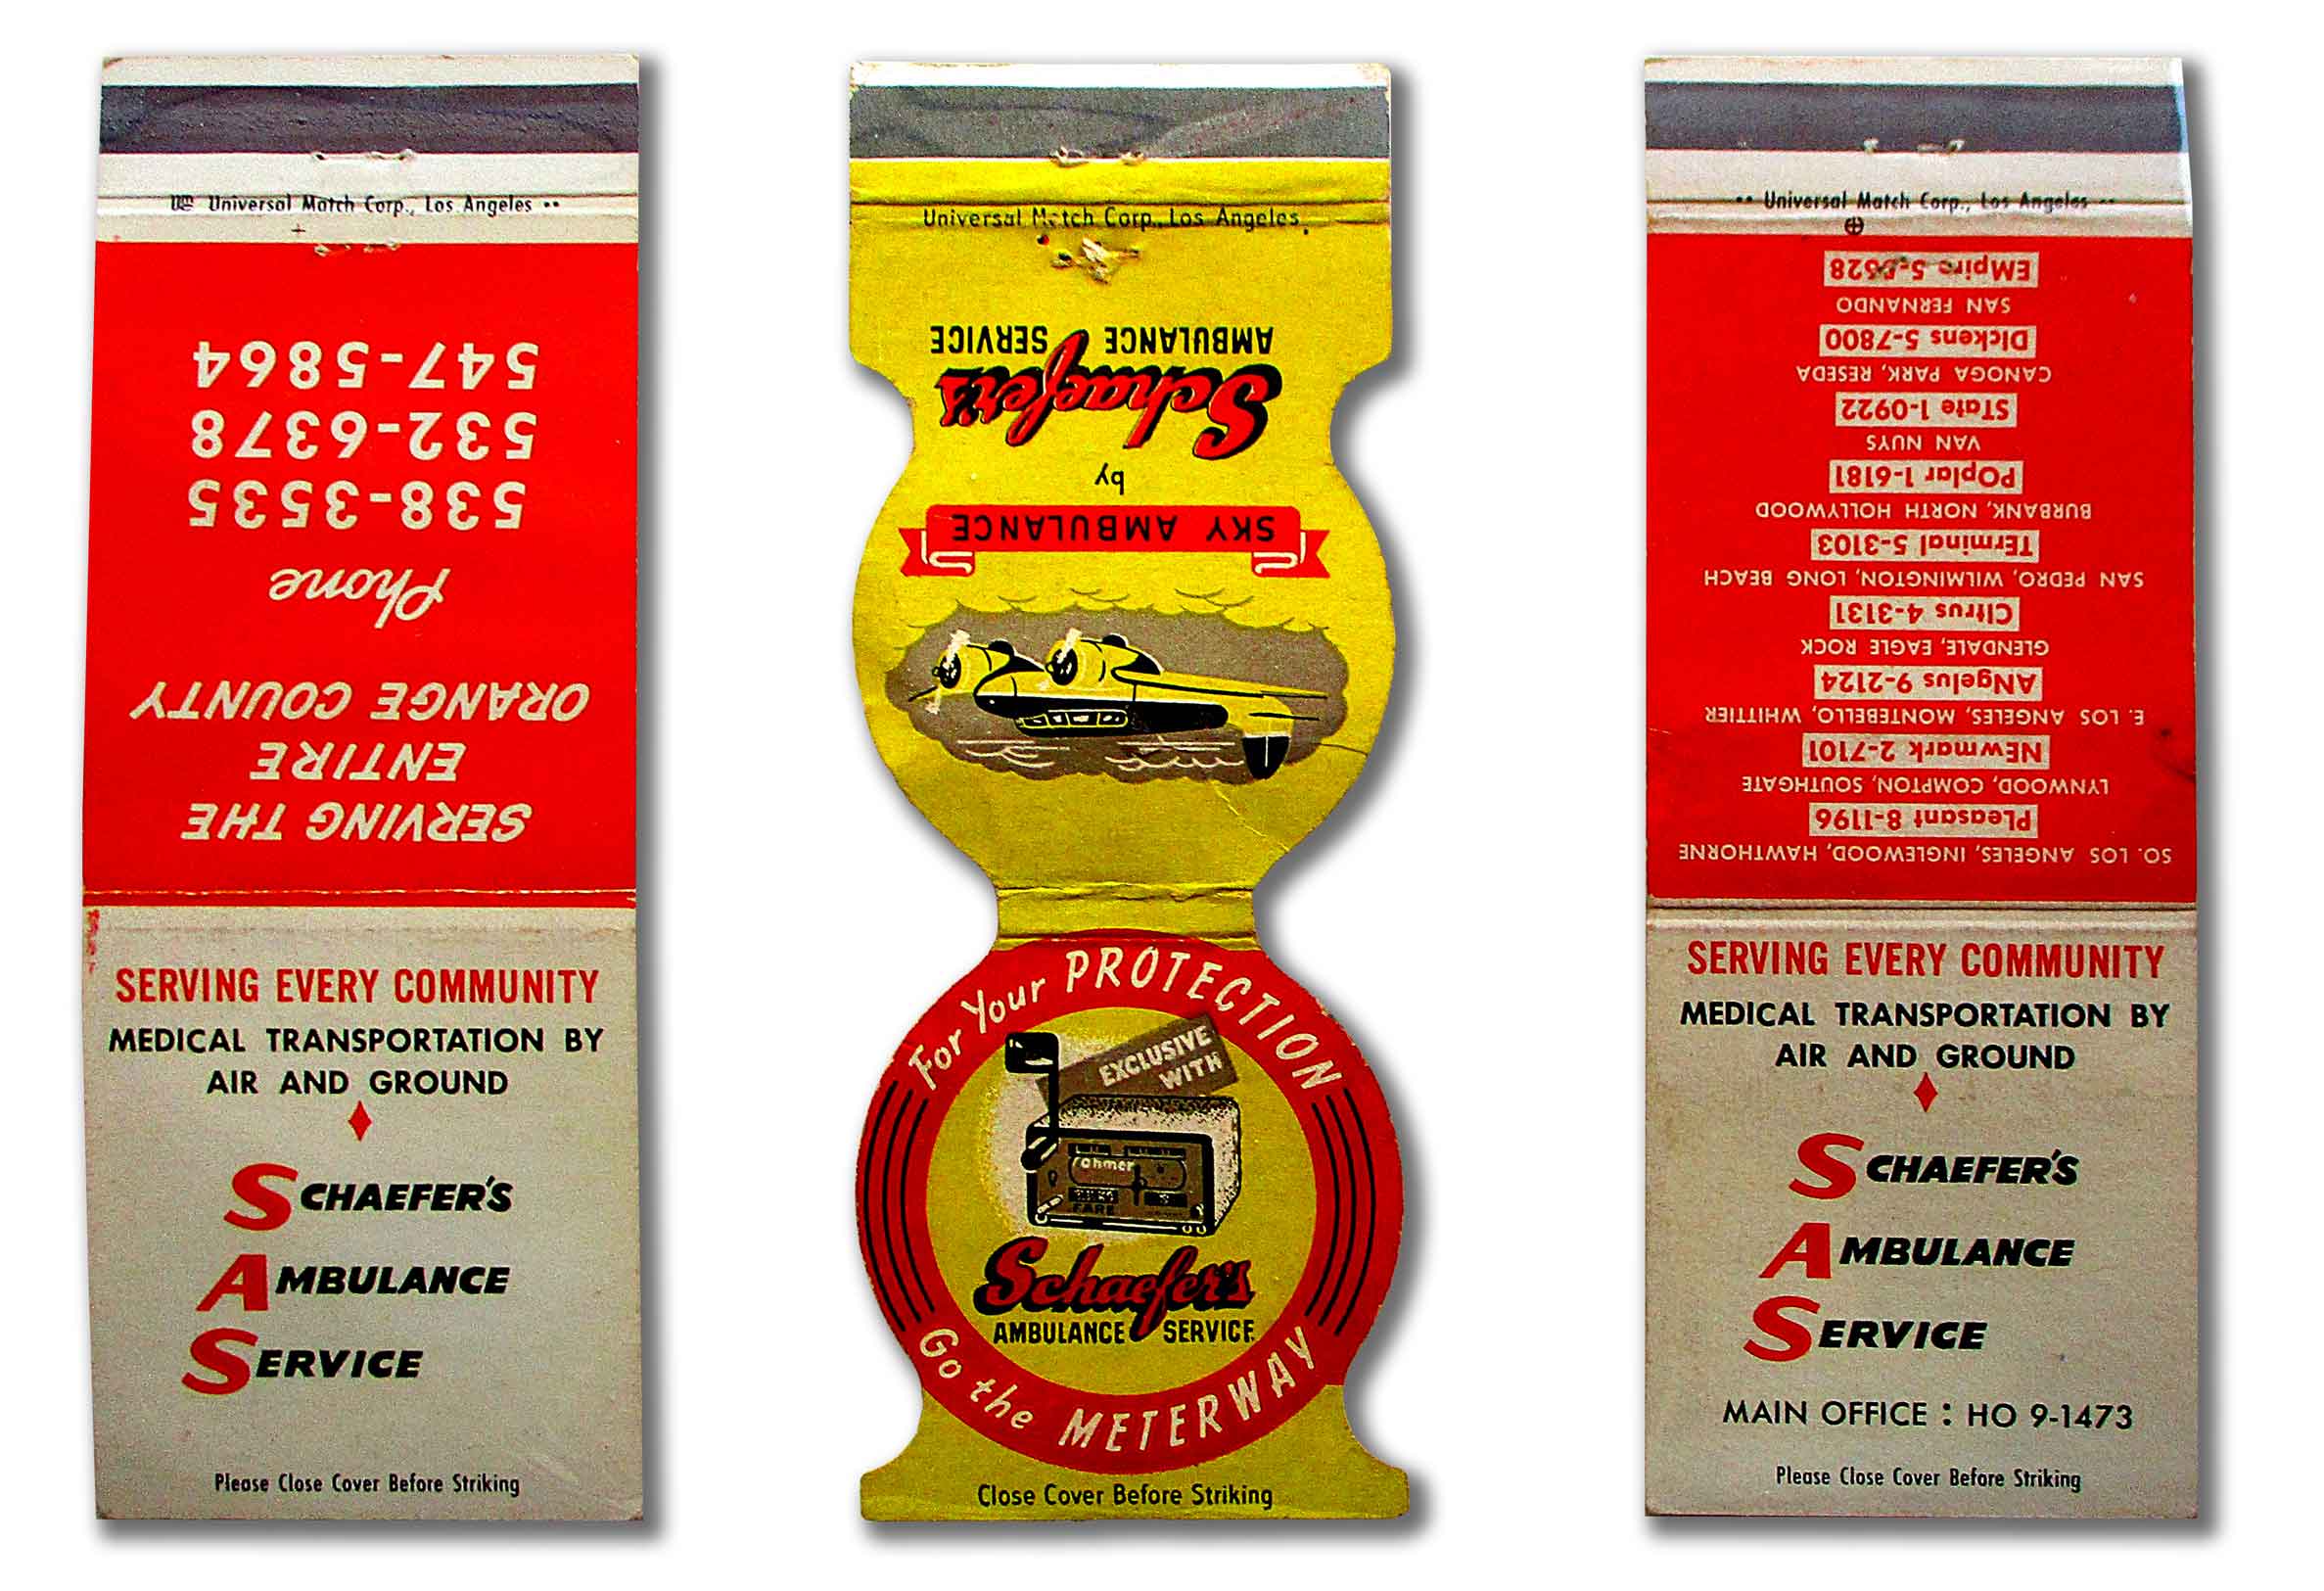 Universal Match Corp., Los Angeles
SERVING THE
ENTIRE
ORANGE COUNTY
Phone
538-3535
532-6378
547-5864
SERVING EVERY COMMUNITY
MEDICAL TRANSPORTATION BY
AIR AND GROUND
SCHAEFER'S
AMBULANCE
SERVICE
Please Close Cover Before Striking
Universal Match Corp., Los Angeles
SKY AMBULANCE
by
Schaefer's
AMBULANCE SERVICE
For Your PROTECTION
EXCLUSIVE
WITH
rohmer
FARE
Schaefer's
AMBULANCE SERVICE
Go the METERWAY
Close Cover Before Striking
Universal Match Corp., Los Angeles
SO. LOS ANGELES, INGLEWOOD, HAWTHORNE
PLeasant 8-1196
LYNWOOD, COMPTON, SOUTHGATE
NEwmark 2-7101
E. LOS ANGELES, MONTEBELLO, WHITTIER
ANgelus 9-2124
GLENDALE, EAGLE ROCK
CItrus 4-3131
SAN PEDRO, WILMINGTON, LONG BEACH
TErminal 5-3103
BURBANK, NORTH HOLLYWOOD
POplar 1-6181
VAN NUYS
STate 1-0922
CANOGA PARK, RESEDA
DIckens 5-7800
SAN FERNANDO
EMpire
SERVING EVERY COMMUNITY
MEDICAL TRANSPORTATION BY
AIR AND GROUND
SCHAEFER'S
AMBULANCE
SERVICE
MAIN OFFICE : HO 9-1473
Please Close Cover Before Striking